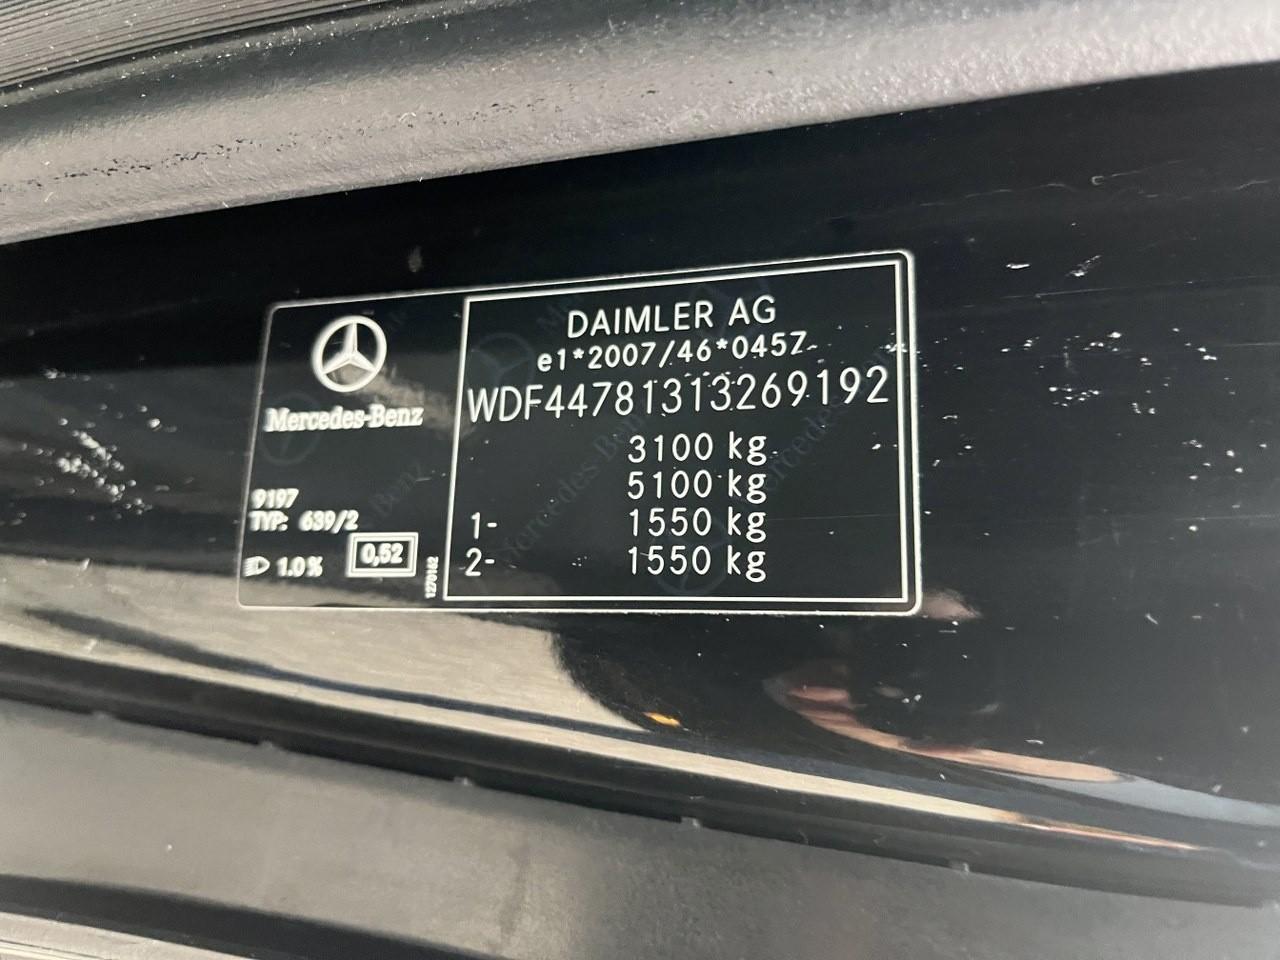 Mercedes-Benz
9197
TYP: 639/2
1.0%
0,52
1270162
DAIMLER AG
e1*2007/46*0457
WDF44781313269192
3100 kg
5100 kg
1- 1550 kg
2- 1550 kg